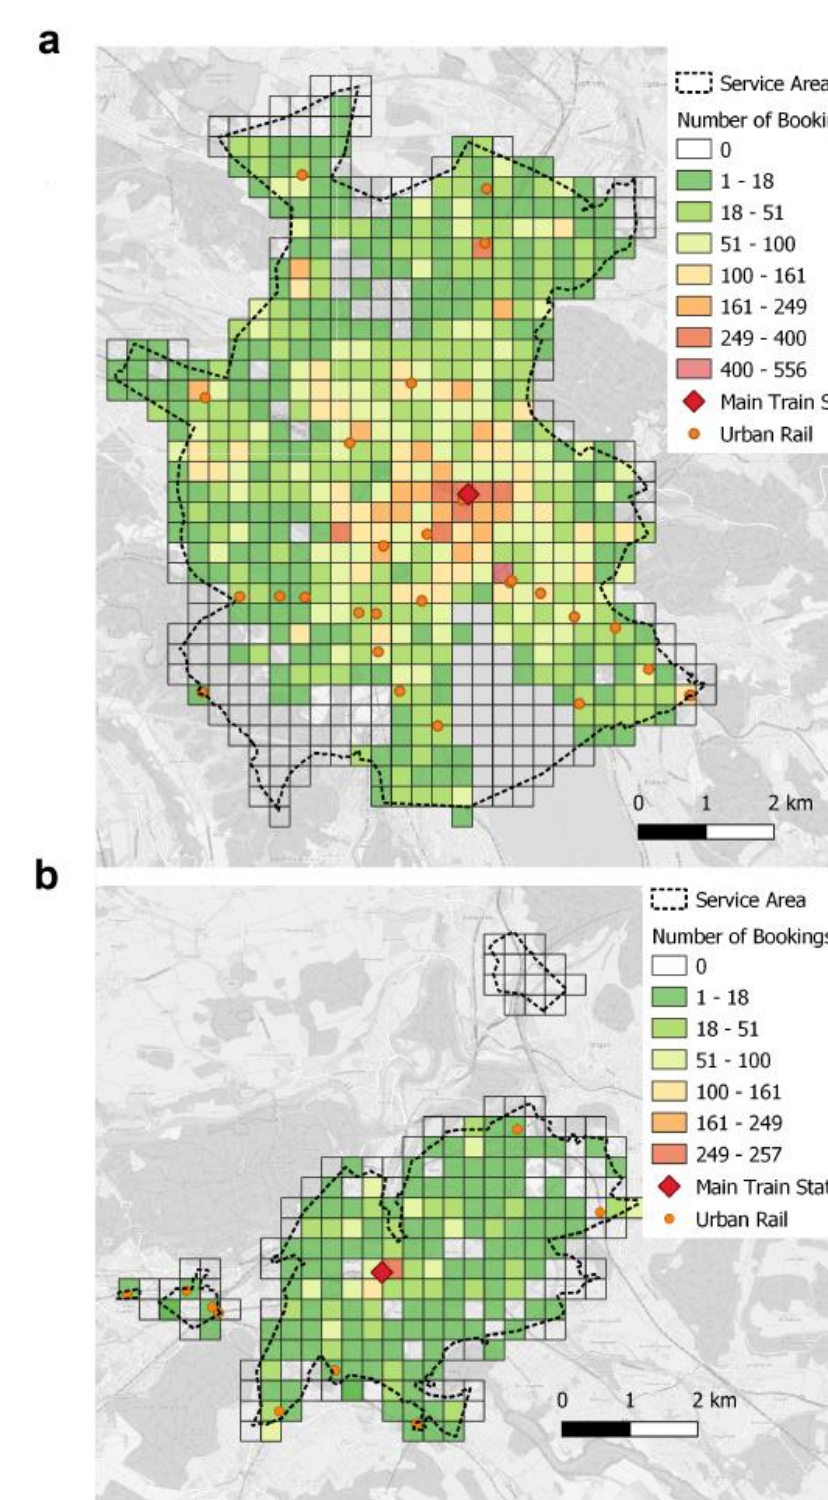 a
Service Area
Number of Bookin
0
1 - 18
18 - 51
51 - 100
100 - 161
161 - 249
249 - 400
400 - 556
Main Train S
Urban Rail
0 1 2 km
b
Service Area
Number of Bookings
0
1 - 18
18 - 51
51 - 100
100 - 161
161 - 249
249 - 257
Main Train Stat
Urban Rail
0 1 2 km